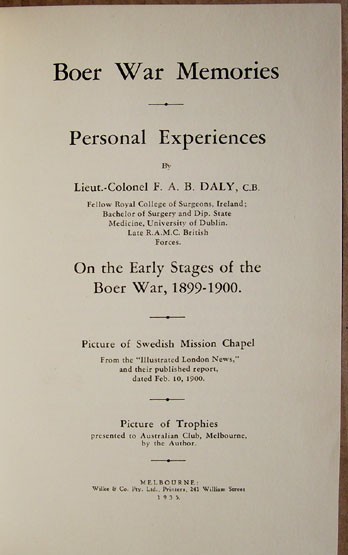 Boer War Memories
Personal Experiences
By
Lieut.-Colonel F. A. B. DALY, C.B.
Fellow Royal College of Surgeons, Ireland;
Bachelor of Surgery and Dip. State
Medicine, University of Dublin.
Late R.A.M.C. British
Forces.
On the Early Stages of the
Boer War, 1899-1900.
Picture of Swedish Mission Chapel
From the "Illustrated London News,"
and their published report,
dated Feb. 10, 1900.
Picture of Trophies
presented to Australian Club, Melbourne,
by the Author.
MELBOURNE:
Wilke & Co. Pty. Ltd., Printers, William Street